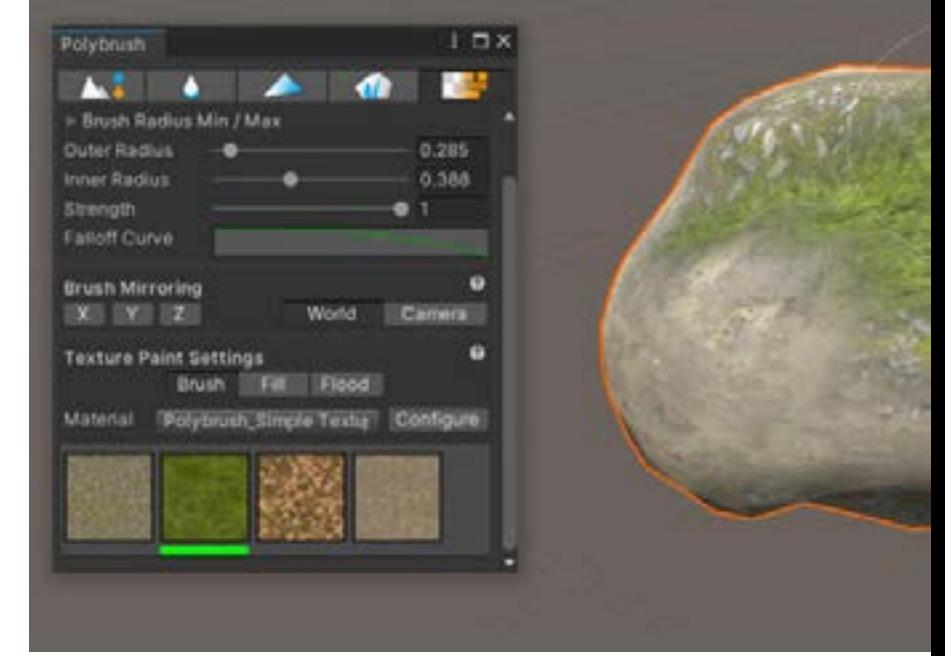 Polybrush
Brush Radius Min / Max
Outer Radius 0.285
Inner Radius 0.388
Strength 1
Falloff Curve
Brush Mirroring
X Y Z World Camera
Texture Paint Settings
Brush Fill Flood
Material Polybrush_Simple Textu Configure